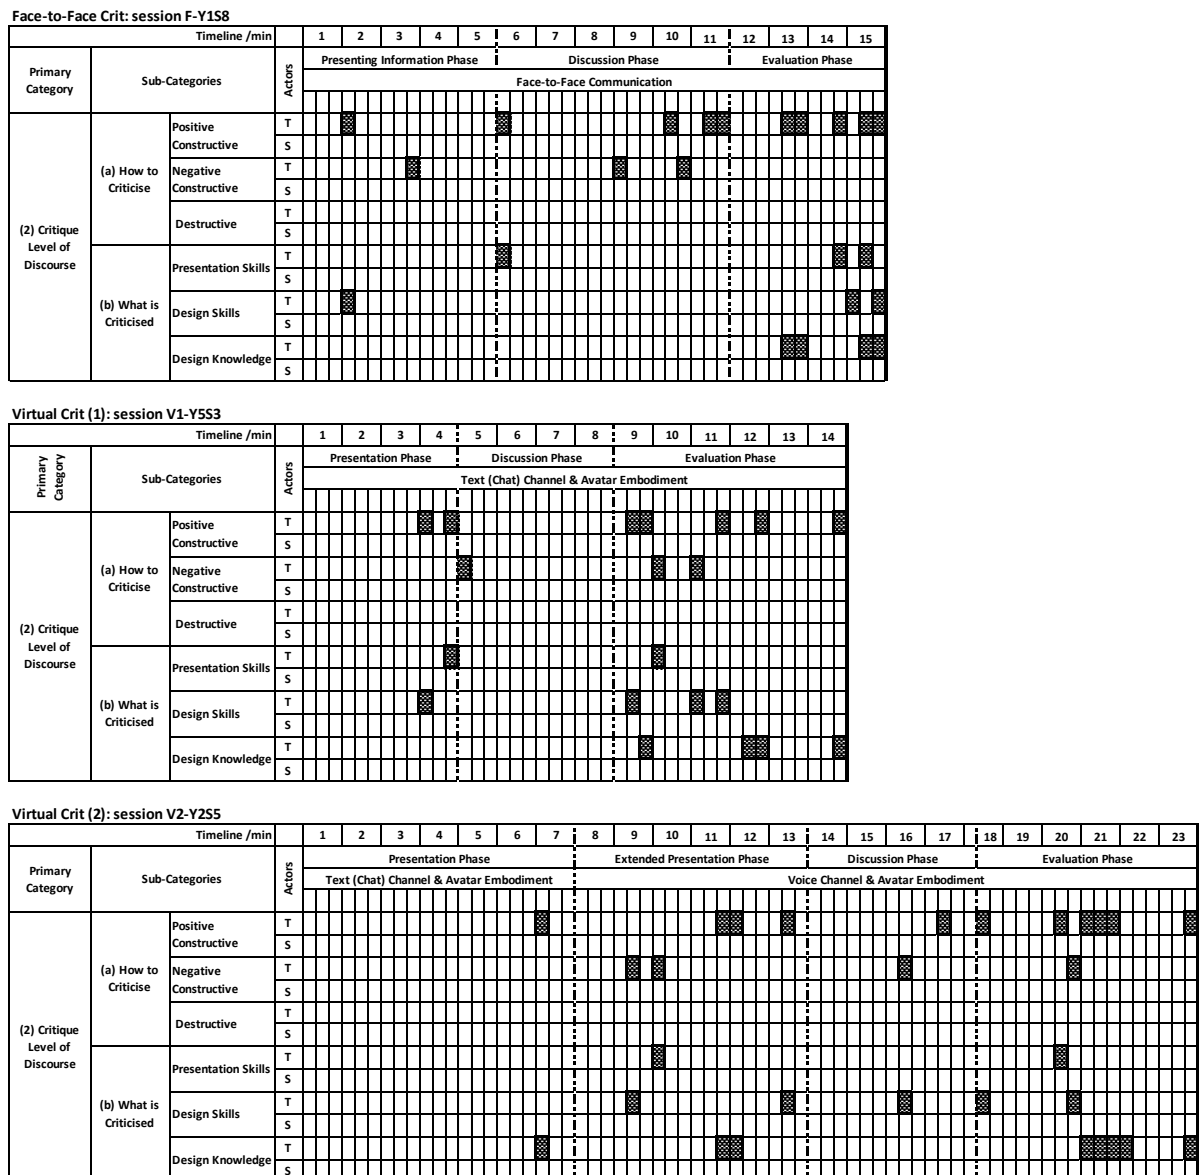 Face-to-Face Crit: session F-Y1S8
Timeline /min 1 2 3 4 5 6 7 8 9 10 11 12 13 14 15
Primary Category Sub-Categories Actors Presenting Information Phase Discussion Phase Evaluation Phase
Face-to-Face Communication
(2) Critique Level of Discourse
(a) How to Criticise
Positive Constructive T
S
Negative Constructive T
S
Destructive T
S
(b) What is Criticised
Presentation Skills T
S
Design Skills T
S
Design Knowledge T
S
Virtual Crit (1): session V1-Y5S3
Timeline /min 1 2 3 4 5 6 7 8 9 10 11 12 13 14
Primary Category Sub-Categories Actors Presentation Phase Discussion Phase Evaluation Phase
Text (Chat) Channel & Avatar Embodiment
(2) Critique Level of Discourse
(a) How to Criticise
Positive Constructive T
S
Negative Constructive T
S
Destructive T
S
(b) What is Criticised
Presentation Skills T
S
Design Skills T
S
Design Knowledge T
S
Virtual Crit (2): session V2-Y2S5
Timeline /min 1 2 3 4 5 6 7 8 9 10 11 12 13 14 15 16 17 18 19 20 21 22 23
Primary Category Sub-Categories Actors Presentation Phase Extended Presentation Phase Discussion Phase Evaluation Phase
Text (Chat) Channel & Avatar Embodiment Voice Channel & Avatar Embodiment
(2) Critique Level of Discourse
(a) How to Criticise
Positive Constructive T
S
Negative Constructive T
S
Destructive T
S
(b) What is Criticised
Presentation Skills T
S
Design Skills T
S
Design Knowledge T
S